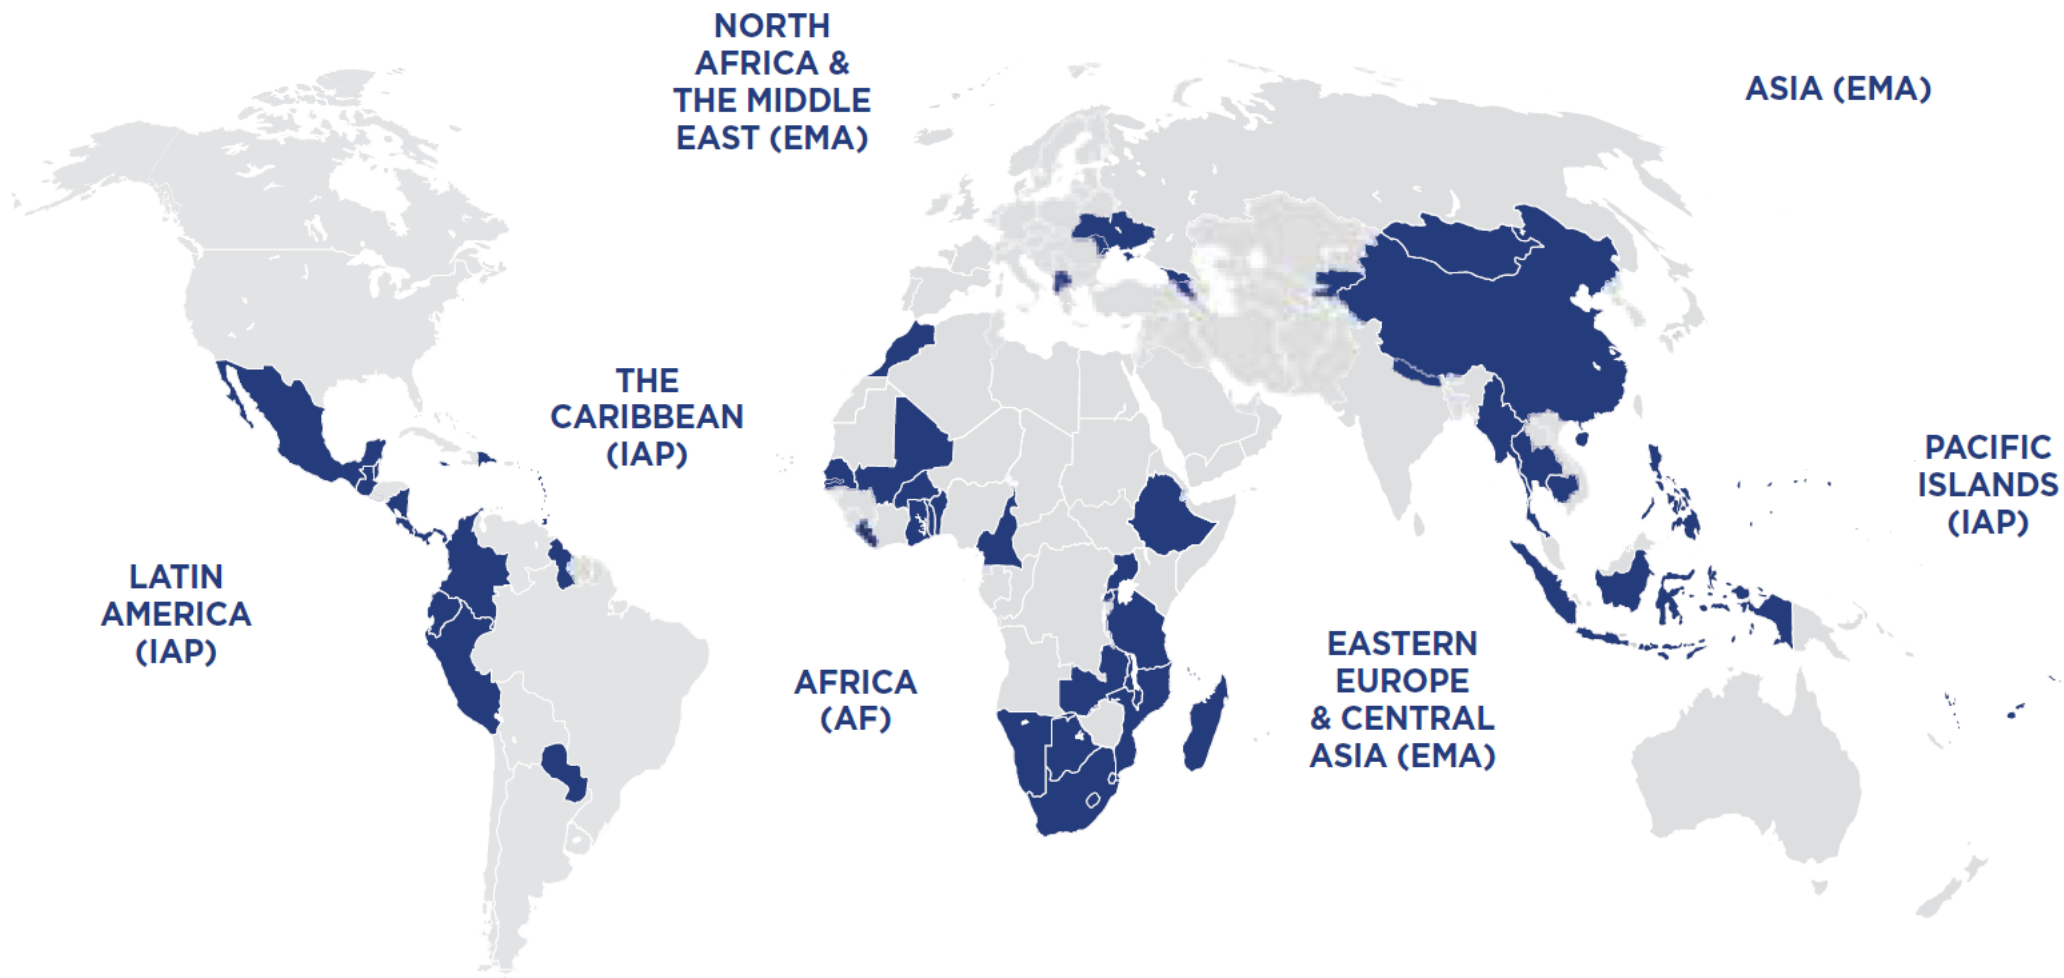 NORTH
AFRICA &
THE MIDDLE
EAST (EMA)
ASIA (EMA)
THE
CARIBBEAN
(IAP)
PACIFIC
ISLANDS
(IAP)
LATIN
AMERICA
(IAP)
AFRICA
(AF)
EASTERN
EUROPE
& CENTRAL
ASIA (EMA)